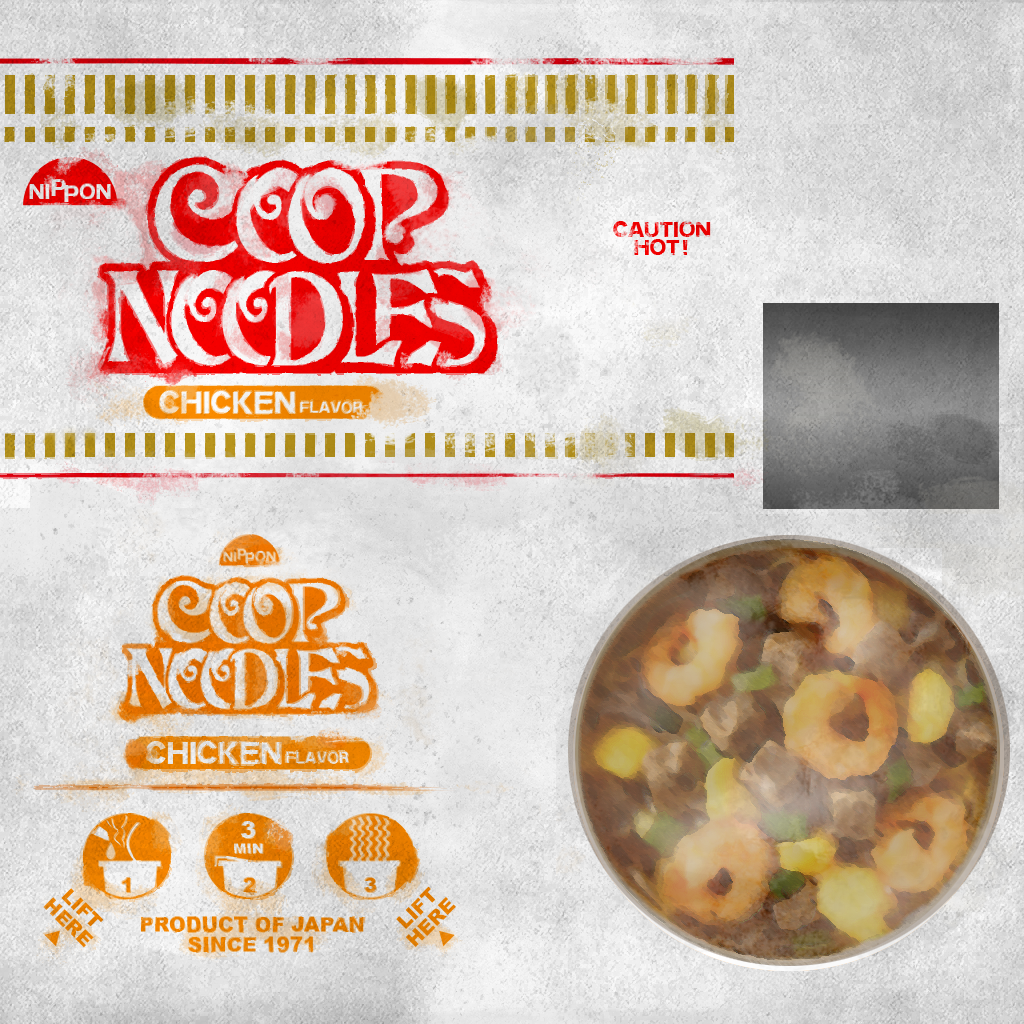 NIPPON
COOP
NOODLES
CAUTION
HOT!
CHICKEN FLAVOR
NIPPON
COOP
NOODLES
CHICKEN FLAVOR
3
MIN
1
2
3
LIFT
HERE
LIFT
HERE
PRODUCT OF JAPAN
SINCE 1971